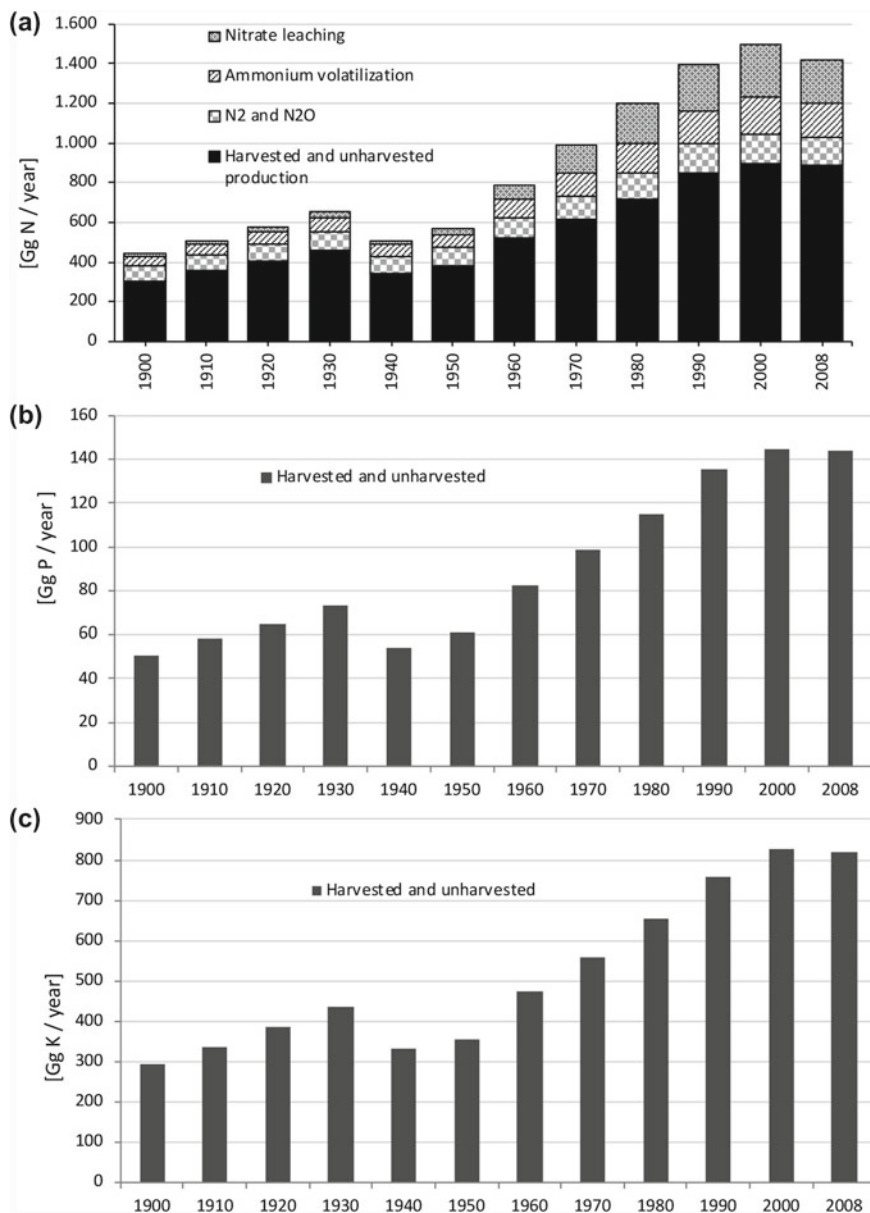 (a)
[Gg N / year]
1.600
1.400
1.200
1.000
800
600
400
200
0
Nitrate leaching
Ammonium volatilization
N2 and N2O
Harvested and unharvested
production
1900 1910 1920 1930 1940 1950 1960 1970 1980 1990 2000 2008
(b)
[Gg P / year ]
160
140
120
100
80
60
40
20
0
Harvested and unharvested
1900 1910 1920 1930 1940 1950 1960 1970 1980 1990 2000 2008
(c)
[Gg K / year]
900
800
700
600
500
400
300
200
100
0
Harvested and unharvested
1900 1910 1920 1930 1940 1950 1960 1970 1980 1990 2000 2008